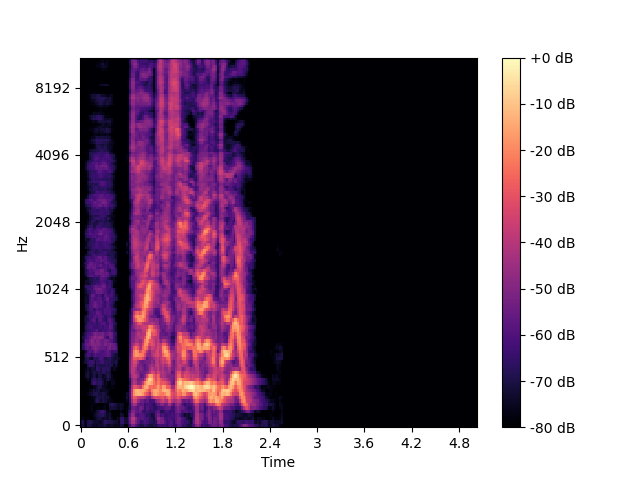 8192
4096
2048
1024
512
0
Hz
0 0.6 1.2 1.8 2.4 3 3.6 4.2 4.8
Time
+0 dB
-10 dB
-20 dB
-30 dB
-40 dB
-50 dB
-60 dB
-70 dB
-80 dB